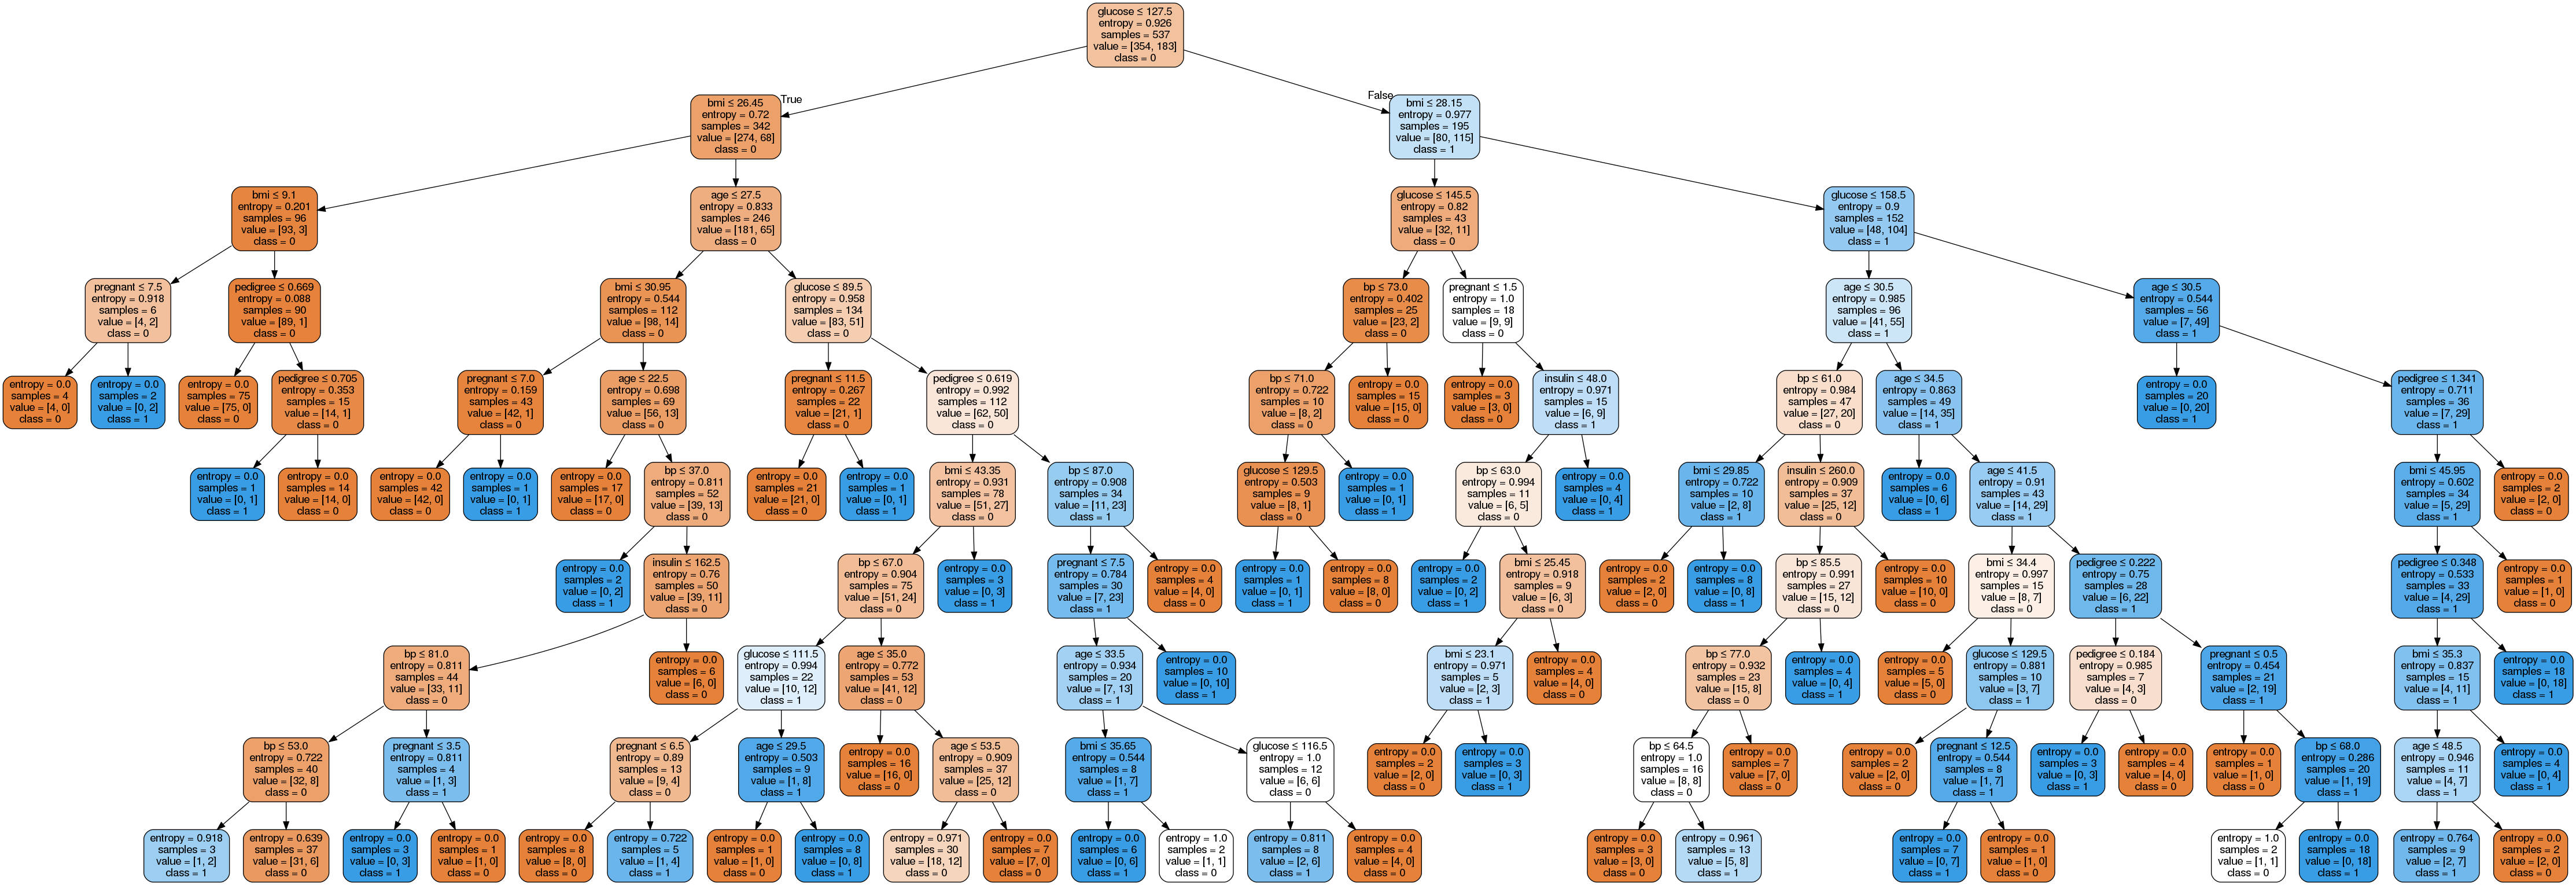 glucose ≤ 127.5
entropy = 0.926
samples = 537
value = [354, 183]
class = 0
True
False
bmi ≤ 26.45
entropy = 0.72
samples = 342
value = [274, 68]
class = 0
bmi ≤ 28.15
entropy = 0.977
samples = 195
value = [80, 115]
class = 1
bmi ≤ 9.1
entropy = 0.201
samples = 96
value = [93, 3]
class = 0
age ≤ 27.5
entropy = 0.833
samples = 246
value = [181, 65]
class = 0
glucose ≤ 145.5
entropy = 0.82
samples = 43
value = [32, 11]
class = 0
glucose ≤ 158.5
entropy = 0.9
samples = 152
value = [48, 104]
class = 1
pregnant ≤ 7.5
entropy = 0.918
samples = 6
value = [4, 2]
class = 0
pedigree ≤ 0.669
entropy = 0.088
samples = 90
value = [89, 1]
class = 0
bmi ≤ 30.95
entropy = 0.544
samples = 112
value = [98, 14]
class = 0
glucose ≤ 89.5
entropy = 0.958
samples = 134
value = [83, 51]
class = 0
bp ≤ 73.0
entropy = 0.402
samples = 25
value = [23, 2]
class = 0
pregnant ≤ 1.5
entropy = 1.0
samples = 18
value = [9, 9]
class = 0
age ≤ 30.5
entropy = 0.985
samples = 96
value = [41, 55]
class = 1
age ≤ 30.5
entropy = 0.544
samples = 56
value = [7, 49]
class = 1
entropy = 0.0
samples = 4
value = [4, 0]
class = 0
entropy = 0.0
samples = 2
value = [0, 2]
class = 1
entropy = 0.0
samples = 75
value = [75, 0]
class = 0
pedigree ≤ 0.705
entropy = 0.353
samples = 15
value = [14, 1]
class = 0
pregnant ≤ 7.0
entropy = 0.159
samples = 43
value = [42, 1]
class = 0
age ≤ 22.5
entropy = 0.698
samples = 69
value = [56, 13]
class = 0
pregnant ≤ 11.5
entropy = 0.267
samples = 22
value = [21, 1]
class = 0
pedigree ≤ 0.619
entropy = 0.992
samples = 112
value = [62, 50]
class = 0
bp ≤ 71.0
entropy = 0.722
samples = 10
value = [8, 2]
class = 0
entropy = 0.0
samples = 15
value = [15, 0]
class = 0
entropy = 0.0
samples = 3
value = [3, 0]
class = 0
insulin ≤ 48.0
entropy = 0.971
samples = 15
value = [6, 9]
class = 1
bp ≤ 61.0
entropy = 0.984
samples = 47
value = [27, 20]
class = 0
age ≤ 34.5
entropy = 0.863
samples = 49
value = [14, 35]
class = 1
entropy = 0.0
samples = 20
value = [0, 20]
class = 1
pedigree ≤ 1.341
entropy = 0.711
samples = 36
value = [7, 29]
class = 1
entropy = 0.0
samples = 1
value = [0, 1]
class = 1
entropy = 0.0
samples = 14
value = [14, 0]
class = 0
entropy = 0.0
samples = 42
value = [42, 0]
class = 0
entropy = 0.0
samples = 1
value = [0, 1]
class = 1
entropy = 0.0
samples = 17
value = [17, 0]
class = 0
bp ≤ 37.0
entropy = 0.811
samples = 52
value = [39, 13]
class = 0
entropy = 0.0
samples = 21
value = [21, 0]
class = 0
entropy = 0.0
samples = 1
value = [0, 1]
class = 1
bmi ≤ 43.35
entropy = 0.931
samples = 78
value = [51, 27]
class = 0
bp ≤ 87.0
entropy = 0.908
samples = 34
value = [11, 23]
class = 1
glucose ≤ 129.5
entropy = 0.503
samples = 9
value = [8, 1]
class = 0
entropy = 0.0
samples = 1
value = [0, 1]
class = 1
bp ≤ 63.0
entropy = 0.994
samples = 11
value = [6, 5]
class = 0
entropy = 0.0
samples = 4
value = [0, 4]
class = 1
bmi ≤ 29.85
entropy = 0.722
samples = 10
value = [2, 8]
class = 1
insulin ≤ 260.0
entropy = 0.909
samples = 37
value = [25, 12]
class = 0
entropy = 0.0
samples = 6
value = [0, 6]
class = 1
age ≤ 41.5
entropy = 0.91
samples = 43
value = [14, 29]
class = 1
bmi ≤ 45.95
entropy = 0.602
samples = 34
value = [5, 29]
class = 1
entropy = 0.0
samples = 2
value = [2, 0]
class = 0
entropy = 0.0
samples = 2
value = [0, 2]
class = 1
insulin ≤ 162.5
entropy = 0.76
samples = 50
value = [39, 11]
class = 0
bp ≤ 67.0
entropy = 0.904
samples = 75
value = [51, 24]
class = 0
entropy = 0.0
samples = 3
value = [0, 3]
class = 1
pregnant ≤ 7.5
entropy = 0.784
samples = 30
value = [7, 23]
class = 1
entropy = 0.0
samples = 4
value = [4, 0]
class = 0
entropy = 0.0
samples = 1
value = [0, 1]
class = 1
entropy = 0.0
samples = 8
value = [8, 0]
class = 0
entropy = 0.0
samples = 2
value = [0, 2]
class = 1
bmi ≤ 25.45
entropy = 0.918
samples = 9
value = [6, 3]
class = 0
entropy = 0.0
samples = 2
value = [2, 0]
class = 0
entropy = 0.0
samples = 8
value = [0, 8]
class = 1
bp ≤ 85.5
entropy = 0.991
samples = 27
value = [15, 12]
class = 0
entropy = 0.0
samples = 10
value = [10, 0]
class = 0
bmi ≤ 34.4
entropy = 0.997
samples = 15
value = [8, 7]
class = 0
pedigree ≤ 0.222
entropy = 0.75
samples = 28
value = [6, 22]
class = 1
pedigree ≤ 0.348
entropy = 0.533
samples = 33
value = [4, 29]
class = 1
entropy = 0.0
samples = 1
value = [1, 0]
class = 0
bp ≤ 81.0
entropy = 0.811
samples = 44
value = [33, 11]
class = 0
entropy = 0.0
samples = 6
value = [6, 0]
class = 0
glucose ≤ 111.5
entropy = 0.994
samples = 22
value = [10, 12]
class = 1
age ≤ 35.0
entropy = 0.772
samples = 53
value = [41, 12]
class = 0
age ≤ 33.5
entropy = 0.934
samples = 20
value = [7, 13]
class = 1
entropy = 0.0
samples = 10
value = [0, 10]
class = 1
bmi ≤ 23.1
entropy = 0.971
samples = 5
value = [2, 3]
class = 1
entropy = 0.0
samples = 4
value = [4, 0]
class = 0
bp ≤ 77.0
entropy = 0.932
samples = 23
value = [15, 8]
class = 0
entropy = 0.0
samples = 4
value = [0, 4]
class = 1
entropy = 0.0
samples = 5
value = [5, 0]
class = 0
glucose ≤ 129.5
entropy = 0.881
samples = 10
value = [3, 7]
class = 1
pedigree ≤ 0.184
entropy = 0.985
samples = 7
value = [4, 3]
class = 0
pregnant ≤ 0.5
entropy = 0.454
samples = 21
value = [2, 19]
class = 1
bmi ≤ 35.3
entropy = 0.837
samples = 15
value = [4, 11]
class = 1
entropy = 0.0
samples = 18
value = [0, 18]
class = 1
bp ≤ 53.0
entropy = 0.722
samples = 40
value = [32, 8]
class = 0
pregnant ≤ 3.5
entropy = 0.811
samples = 4
value = [1, 3]
class = 1
pregnant ≤ 6.5
entropy = 0.89
samples = 13
value = [9, 4]
class = 0
age ≤ 29.5
entropy = 0.503
samples = 9
value = [1, 8]
class = 1
entropy = 0.0
samples = 16
value = [16, 0]
class = 0
age ≤ 53.5
entropy = 0.909
samples = 37
value = [25, 12]
class = 0
bmi ≤ 35.65
entropy = 0.544
samples = 8
value = [1, 7]
class = 1
glucose ≤ 116.5
entropy = 1.0
samples = 12
value = [6, 6]
class = 0
entropy = 0.0
samples = 2
value = [2, 0]
class = 0
entropy = 0.0
samples = 3
value = [0, 3]
class = 1
bp ≤ 64.5
entropy = 1.0
samples = 16
value = [8, 8]
class = 0
entropy = 0.0
samples = 7
value = [7, 0]
class = 0
entropy = 0.0
samples = 2
value = [2, 0]
class = 0
pregnant ≤ 12.5
entropy = 0.544
samples = 8
value = [1, 7]
class = 1
entropy = 0.0
samples = 3
value = [0, 3]
class = 1
entropy = 0.0
samples = 4
value = [4, 0]
class = 0
entropy = 0.0
samples = 1
value = [1, 0]
class = 0
bp ≤ 68.0
entropy = 0.286
samples = 20
value = [1, 19]
class = 1
age ≤ 48.5
entropy = 0.946
samples = 11
value = [4, 7]
class = 1
entropy = 0.0
samples = 4
value = [0, 4]
class = 1
entropy = 0.918
samples = 3
value = [1, 2]
class = 1
entropy = 0.639
samples = 37
value = [31, 6]
class = 0
entropy = 0.0
samples = 3
value = [0, 3]
class = 1
entropy = 0.0
samples = 1
value = [1, 0]
class = 0
entropy = 0.0
samples = 8
value = [8, 0]
class = 0
entropy = 0.722
samples = 5
value = [1, 4]
class = 1
entropy = 0.0
samples = 1
value = [1, 0]
class = 0
entropy = 0.0
samples = 8
value = [0, 8]
class = 1
entropy = 0.971
samples = 30
value = [18, 12]
class = 0
entropy = 0.0
samples = 7
value = [7, 0]
class = 0
entropy = 0.0
samples = 6
value = [0, 6]
class = 1
entropy = 1.0
samples = 2
value = [1, 1]
class = 0
entropy = 0.811
samples = 8
value = [2, 6]
class = 1
entropy = 0.0
samples = 4
value = [4, 0]
class = 0
entropy = 0.0
samples = 3
value = [3, 0]
class = 0
entropy = 0.961
samples = 13
value = [5, 8]
class = 1
entropy = 0.0
samples = 7
value = [0, 7]
class = 1
entropy = 0.0
samples = 1
value = [1, 0]
class = 0
entropy = 1.0
samples = 2
value = [1, 1]
class = 0
entropy = 0.0
samples = 18
value = [0, 18]
class = 1
entropy = 0.764
samples = 9
value = [2, 7]
class = 1
entropy = 0.0
samples = 2
value = [2, 0]
class = 0